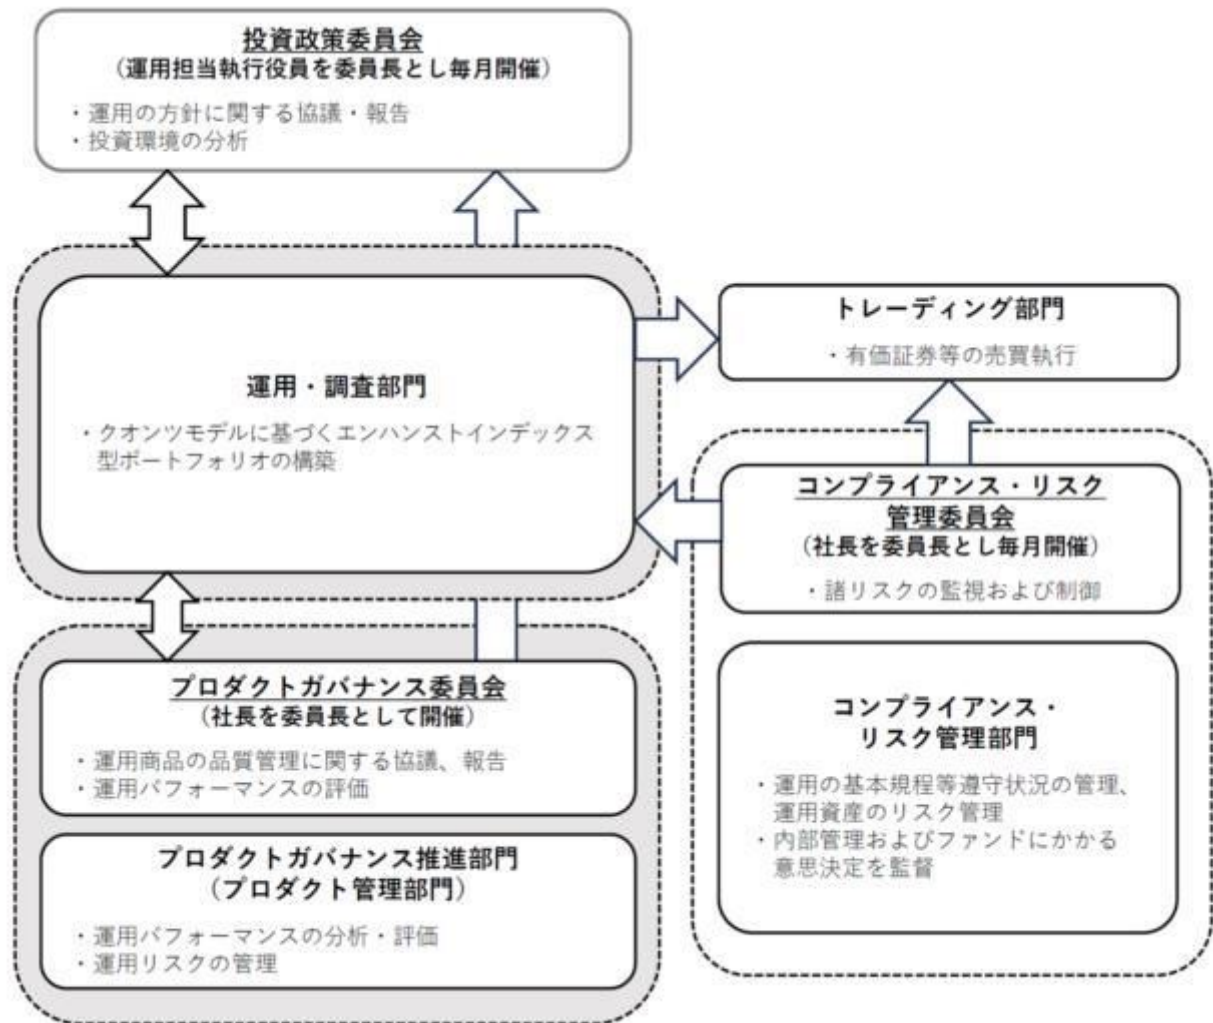 投資政策委員会
（運用担当執行役員を委員長とし毎月開催）
・運用の方針に関する協議・報告
・投資環境の分析
運用・調査部門
・クオンツモデルに基づくエンハンストインデックス
型ポートフォリオの構築
トレーディング部門
・有価証券等の売買執行
コンプライアンス・リスク
管理委員会
（社長を委員長とし毎月開催）
・諸リスクの監視および制御
コンプライアンス・
リスク管理部門
・運用の基本規程等遵守状況の管理、
運用資産のリスク管理
・内部管理およびファンドにかかる
意思決定を監督
プロダクトガバナンス委員会
（社長を委員長として開催）
・運用商品の品質管理に関する協議、報告
・運用パフォーマンスの評価
プロダクトガバナンス推進部門
（プロダクト管理部門）
・運用パフォーマンスの分析・評価
・運用リスクの管理